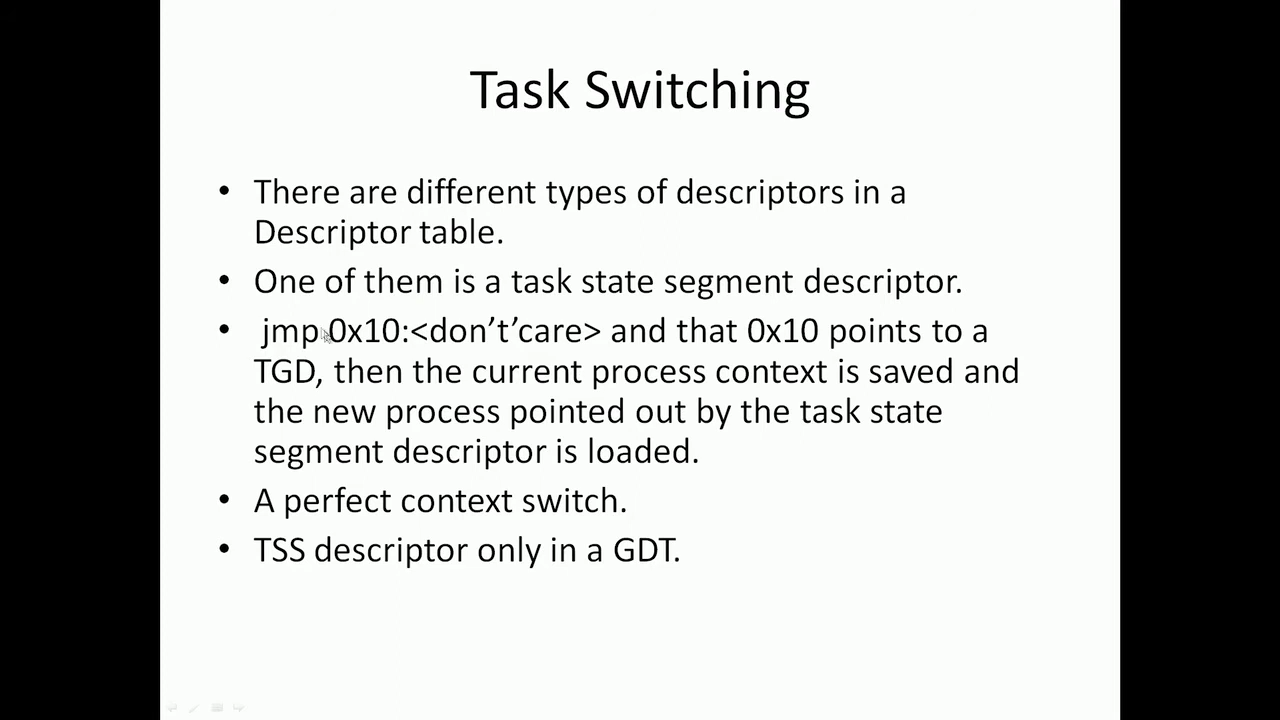 Task Switching
• There are different types of descriptors in a
Descriptor table.
• One of them is a task state segment descriptor.
• jmp 0x10:<don’t’care> and that 0x10 points to a
TGD, then the current process context is saved and
the new process pointed out by the task state
segment descriptor is loaded.
• A perfect context switch.
• TSS descriptor only in a GDT.